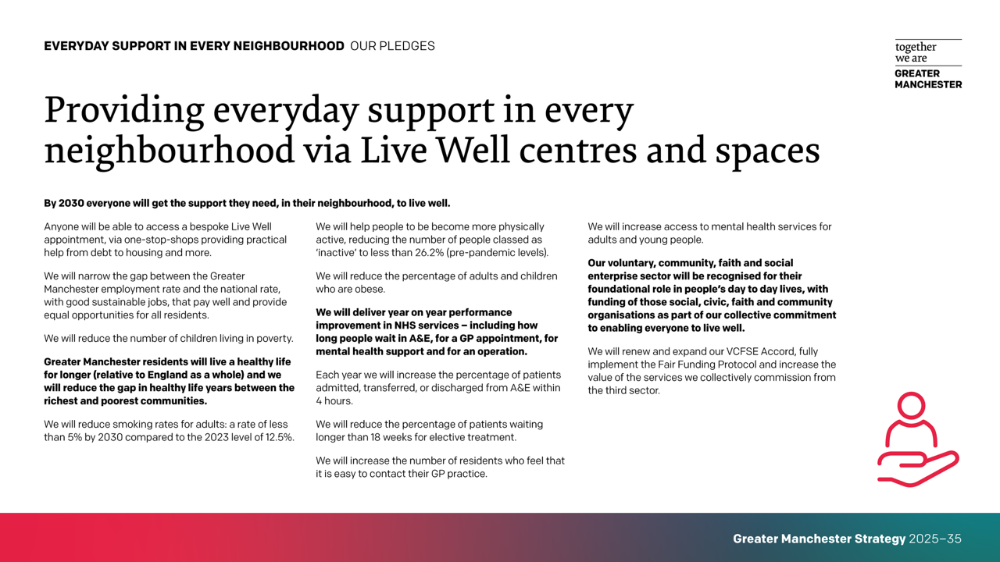 EVERYDAY SUPPORT IN EVERY NEIGHBOURHOOD OUR PLEDGES
together
we are
GREATER
MANCHESTER
Providing everyday support in every
neighbourhood via Live Well centres and spaces
By 2030 everyone will get the support they need, in their neighbourhood, to live well.
Anyone will be able to access a bespoke Live Well
appointment, via one-stop-shops providing practical
help from debt to housing and more.
We will narrow the gap between the Greater
Manchester employment rate and the national rate,
with good sustainable jobs, that pay well and provide
equal opportunities for all residents.
We will reduce the number of children living in poverty.
Greater Manchester residents will live a healthy life
for longer (relative to England as a whole) and we
will reduce the gap in healthy life years between the
richest and poorest communities.
We will reduce smoking rates for adults: a rate of less
than 5% by 2030 compared to the 2023 level of 12.5%.
We will help people to be become more physically
active, reducing the number of people classed as
‘inactive’ to less than 26.2% (pre-pandemic levels).
We will reduce the percentage of adults and children
who are obese.
We will deliver year on year performance
improvement in NHS services – including how
long people wait in A&E, for a GP appointment, for
mental health support and for an operation.
Each year we will increase the percentage of patients
admitted, transferred, or discharged from A&E within
4 hours.
We will reduce the percentage of patients waiting
longer than 18 weeks for elective treatment.
We will increase the number of residents who feel that
it is easy to contact their GP practice.
We will increase access to mental health services for
adults and young people.
Our voluntary, community, faith and social
enterprise sector will be recognised for their
foundational role in people’s day to day lives, with
funding of those social, civic, faith and community
organisations as part of our collective commitment
to enabling everyone to live well.
We will renew and expand our VCFSE Accord, fully
implement the Fair Funding Protocol and increase the
value of the services we collectively commission from
the third sector.
Greater Manchester Strategy 2025–35